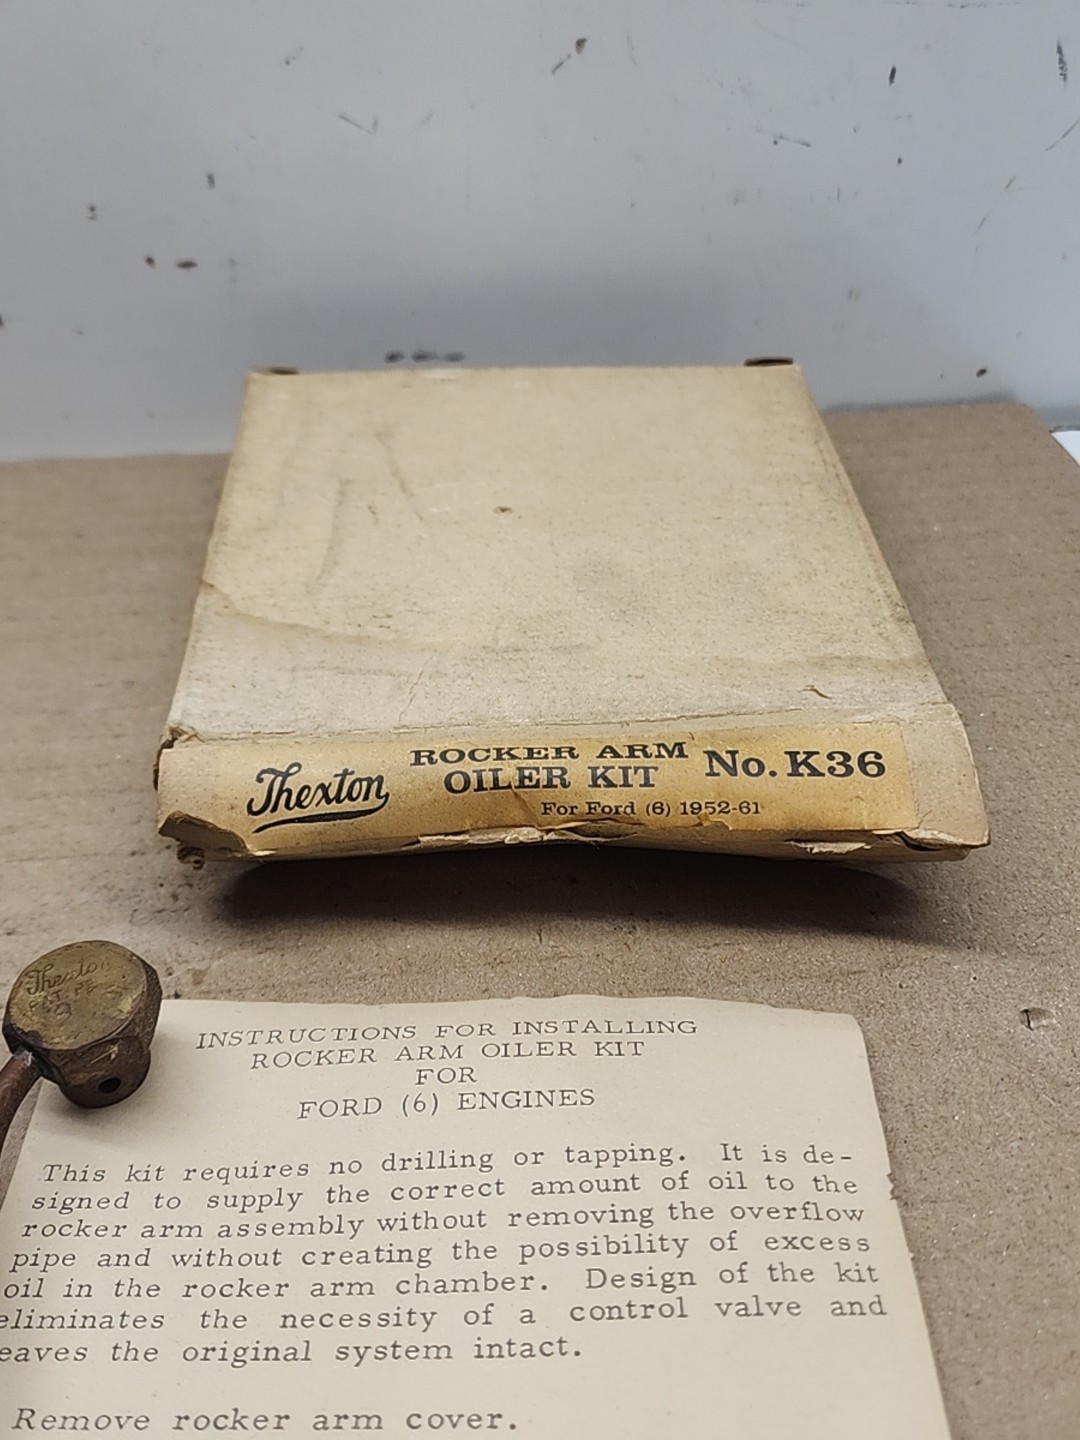 Thexton
ROCKER ARM
OILER KIT
No. K36
For Ford (6) 1952-61
Thexton
INSTRUCTIONS FOR INSTALLING
ROCKER ARM OILER KIT
FOR
FORD (6) ENGINES
This kit requires no drilling or tapping. It is de-
signed to supply the correct amount of oil to the
rocker arm assembly without removing the overflow
pipe and without creating the possibility of excess
oil in the rocker arm chamber. Design of the kit
eliminates the necessity of a control valve and
eaves the original system intact.
Remove rocker arm cover.